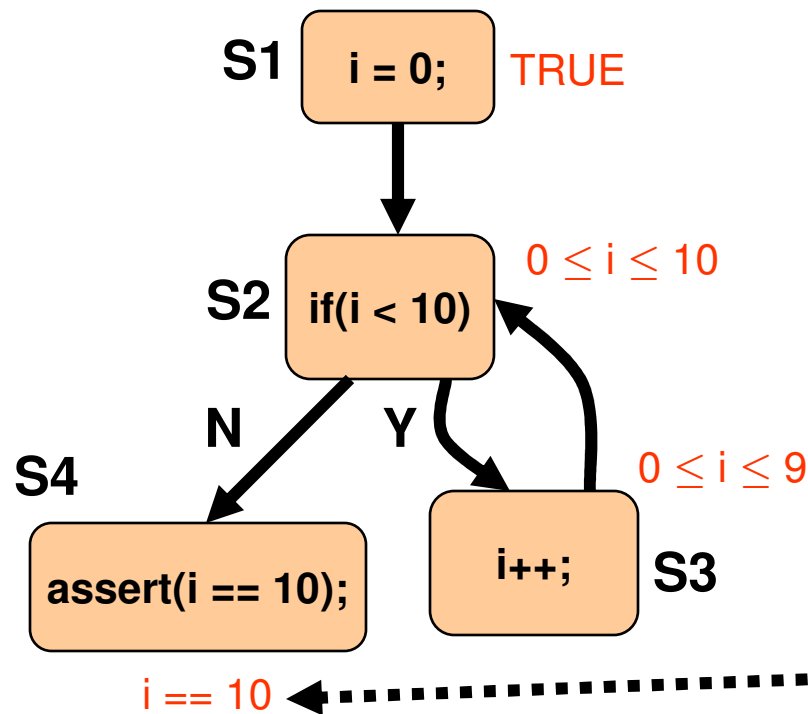 S1
i = 0;
TRUE
0 ≤ i ≤ 10
S2
if(i < 10)
N
Y
0 ≤ i ≤ 9
S4
assert(i == 10);
i++;
S3
i == 10